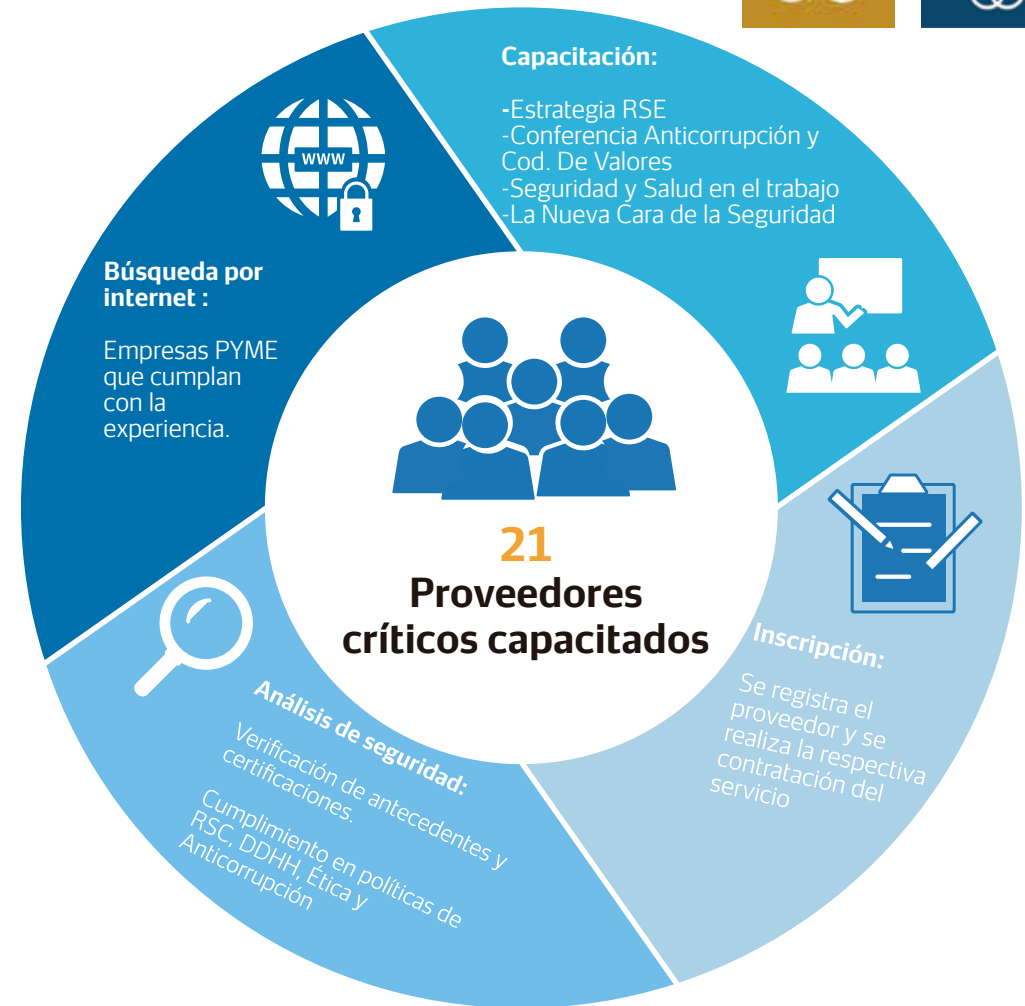 Capacitación:
-Estrategia RSE
-Conferencia Anticorrupción y
Cod. De Valores
-Seguridad y Salud en el trabajo
-La Nueva Cara de la Seguridad
WWW
Búsqueda por
internet :
Empresas PYME
que cumplan
con la
experiencia.
21
Proveedores
críticos capacitados
Inscripción:
Se registra el
proveedor y se
realiza la respectiva
contratación del
servicio
Análisis de seguridad:
Verificación de antecedentes y
certificaciones.
Cumplimiento en políticas de
RSC, DDHH, Ética y
Anticorrupción